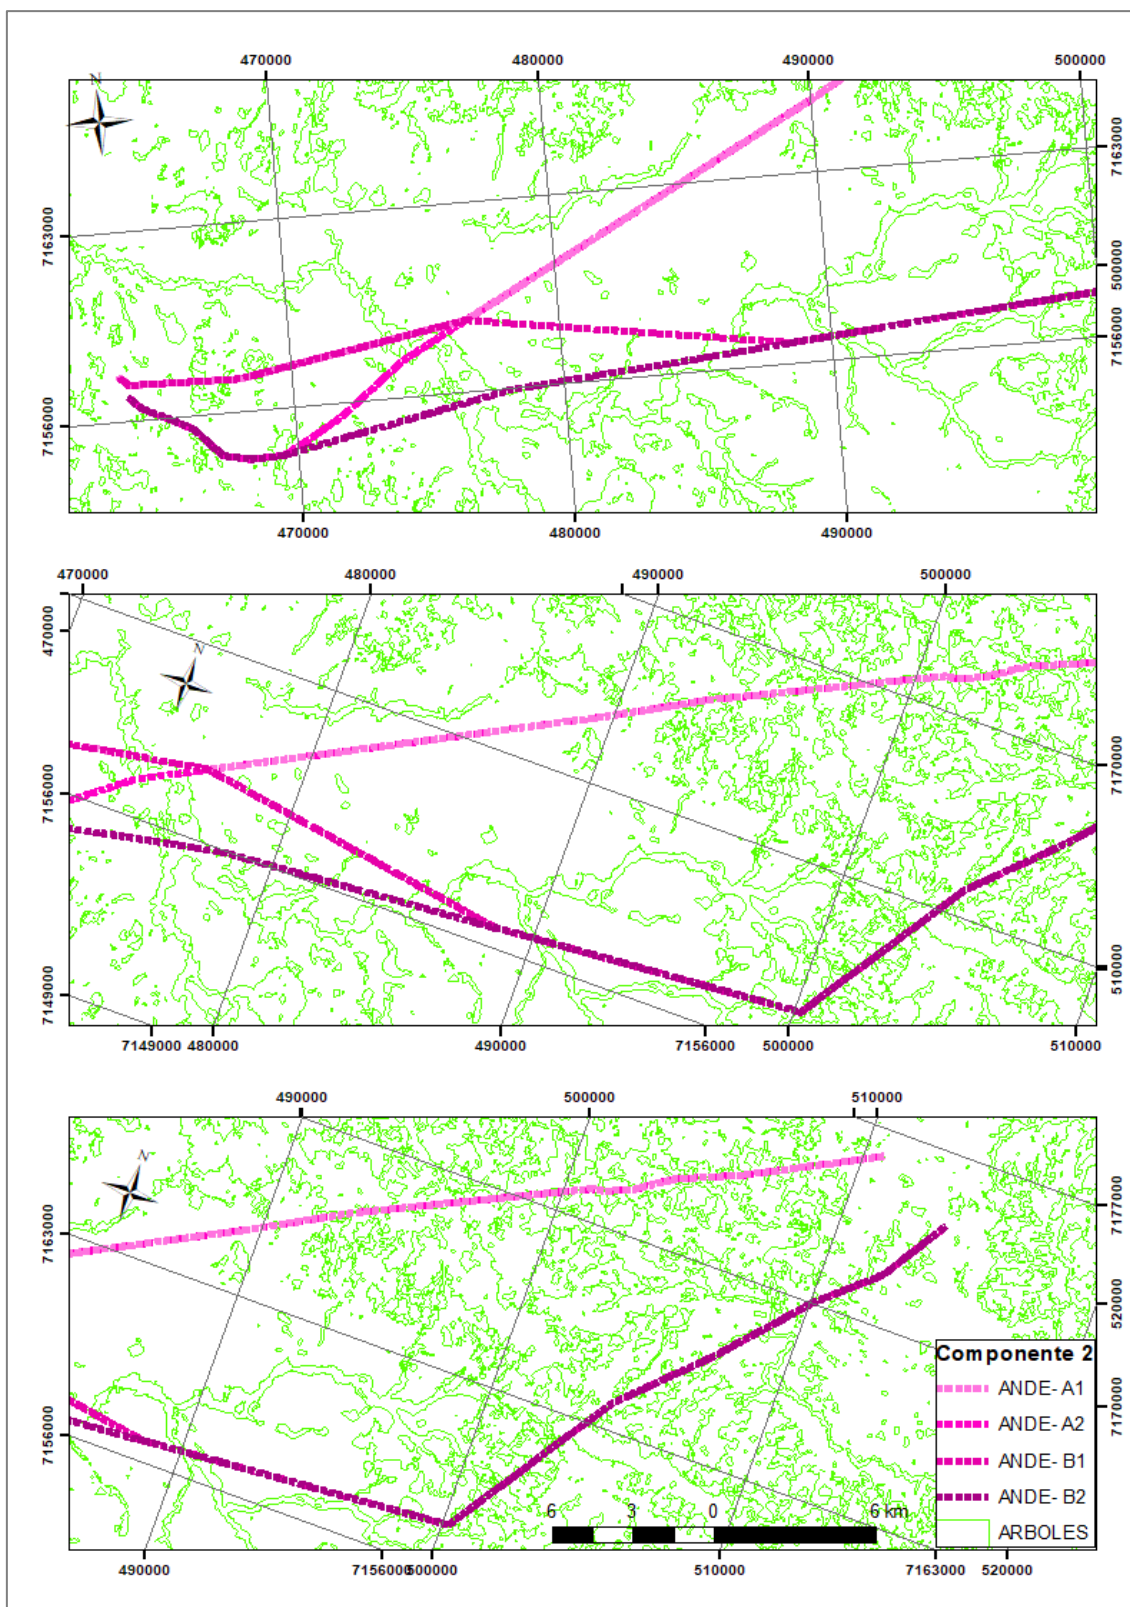 470000 480000 490000 500000
N
7163000
7163000
500000
7156000
7156000
470000 480000 490000
470000 480000 490000 500000
470000
N
7156000
7170000
510000
7149000
7149000 480000 490000 7156000 500000 510000
490000 500000 510000
N
7163000
7177000
520000
7156000
7170000
Componente 2
ANDE- A1
ANDE- A2
ANDE- B1
ANDE- B2
ARBOLES
6 3 0 6 km
490000 7156000 500000 510000 7163000 520000